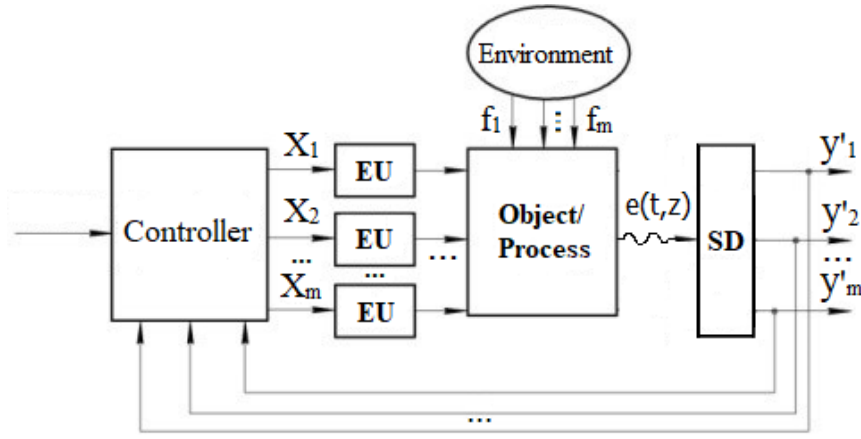 Environment
f₁ ⋮ fₘ
X₁
EU
Controller
X₂
...
EU
...
Xₘ
EU
...
Object/
Process
e(t,z)
SD
y'₁
y'₂
...
y'ₘ
...